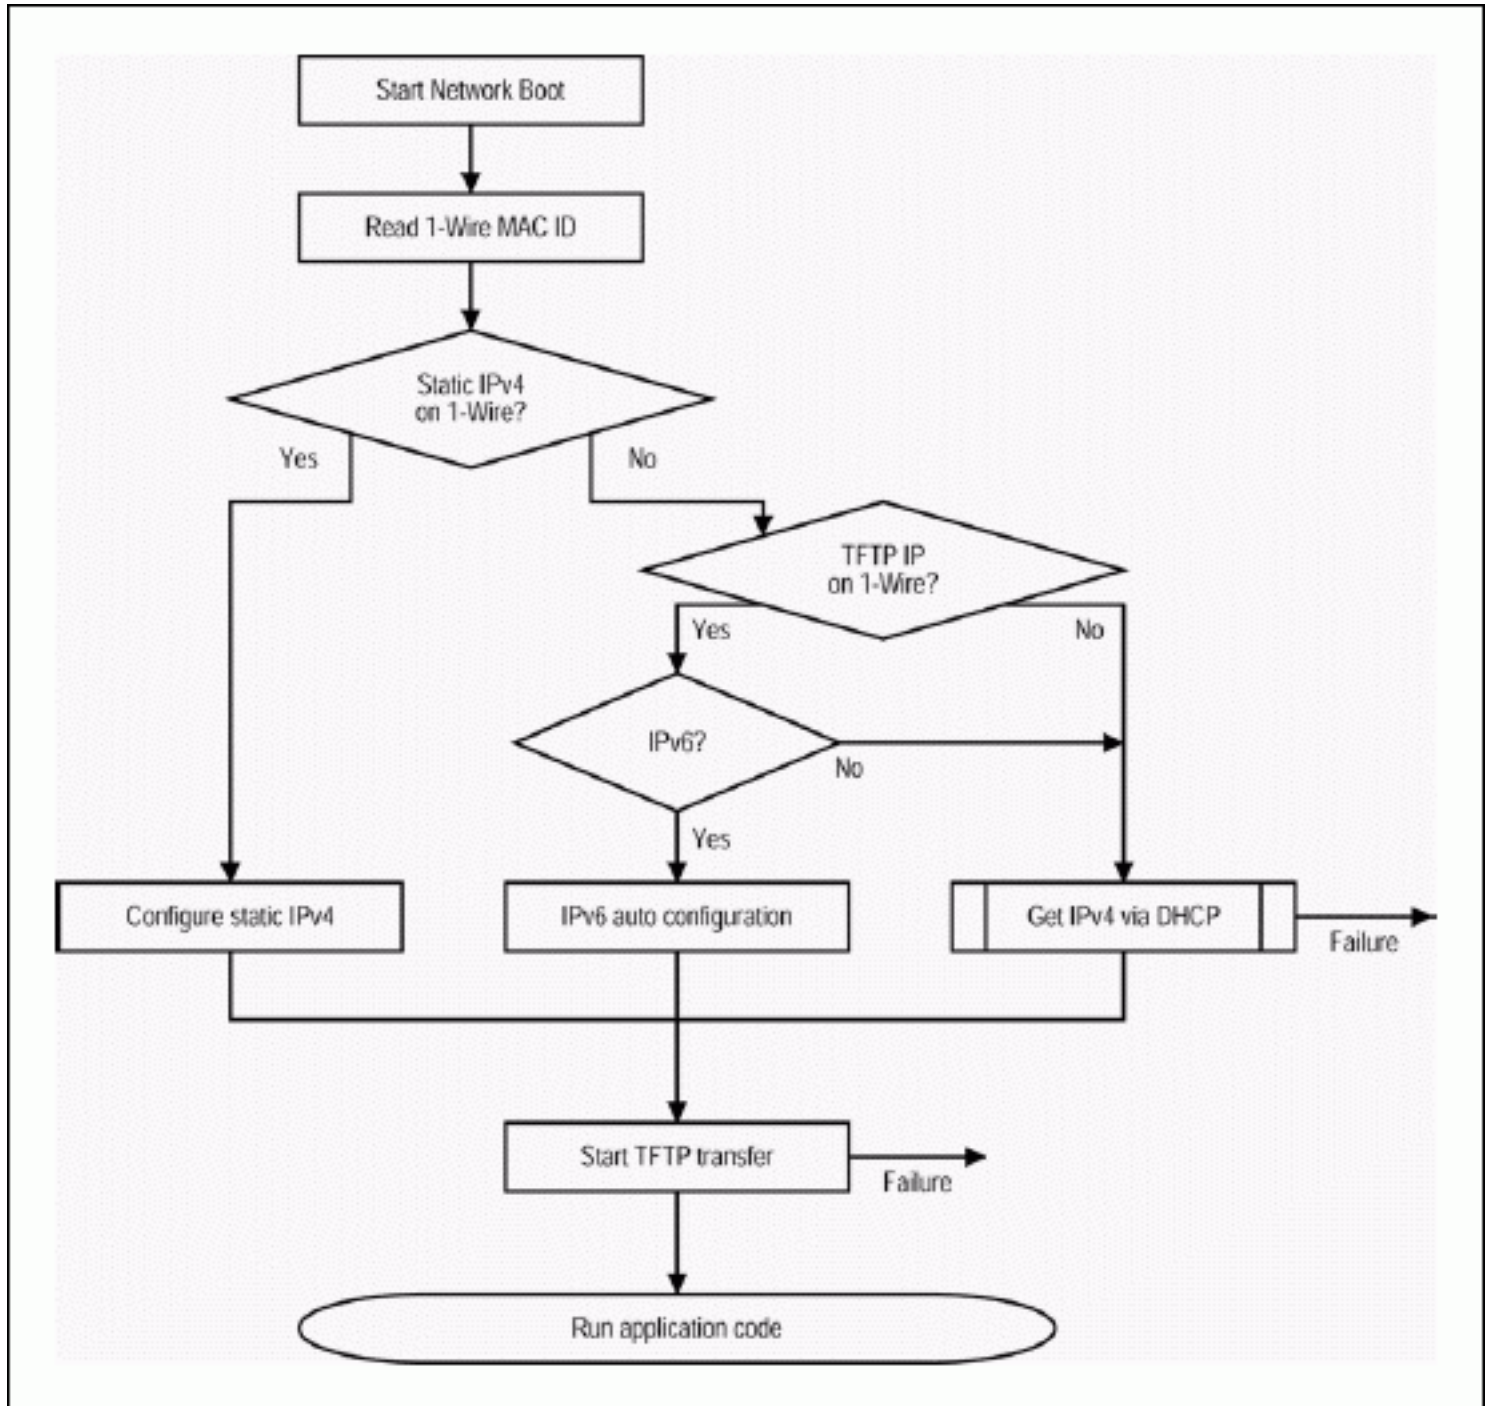 Start Network Boot
Read 1-Wire MAC ID
Static IPv4
on 1-Wire?
Yes
No
TFTP IP
on 1-Wire?
Yes
No
IPv6?
No
Yes
Configure static IPv4
IPv6 auto configuration
Get IPv4 via DHCP
Failure
Start TFTP transfer
Failure
Run application code